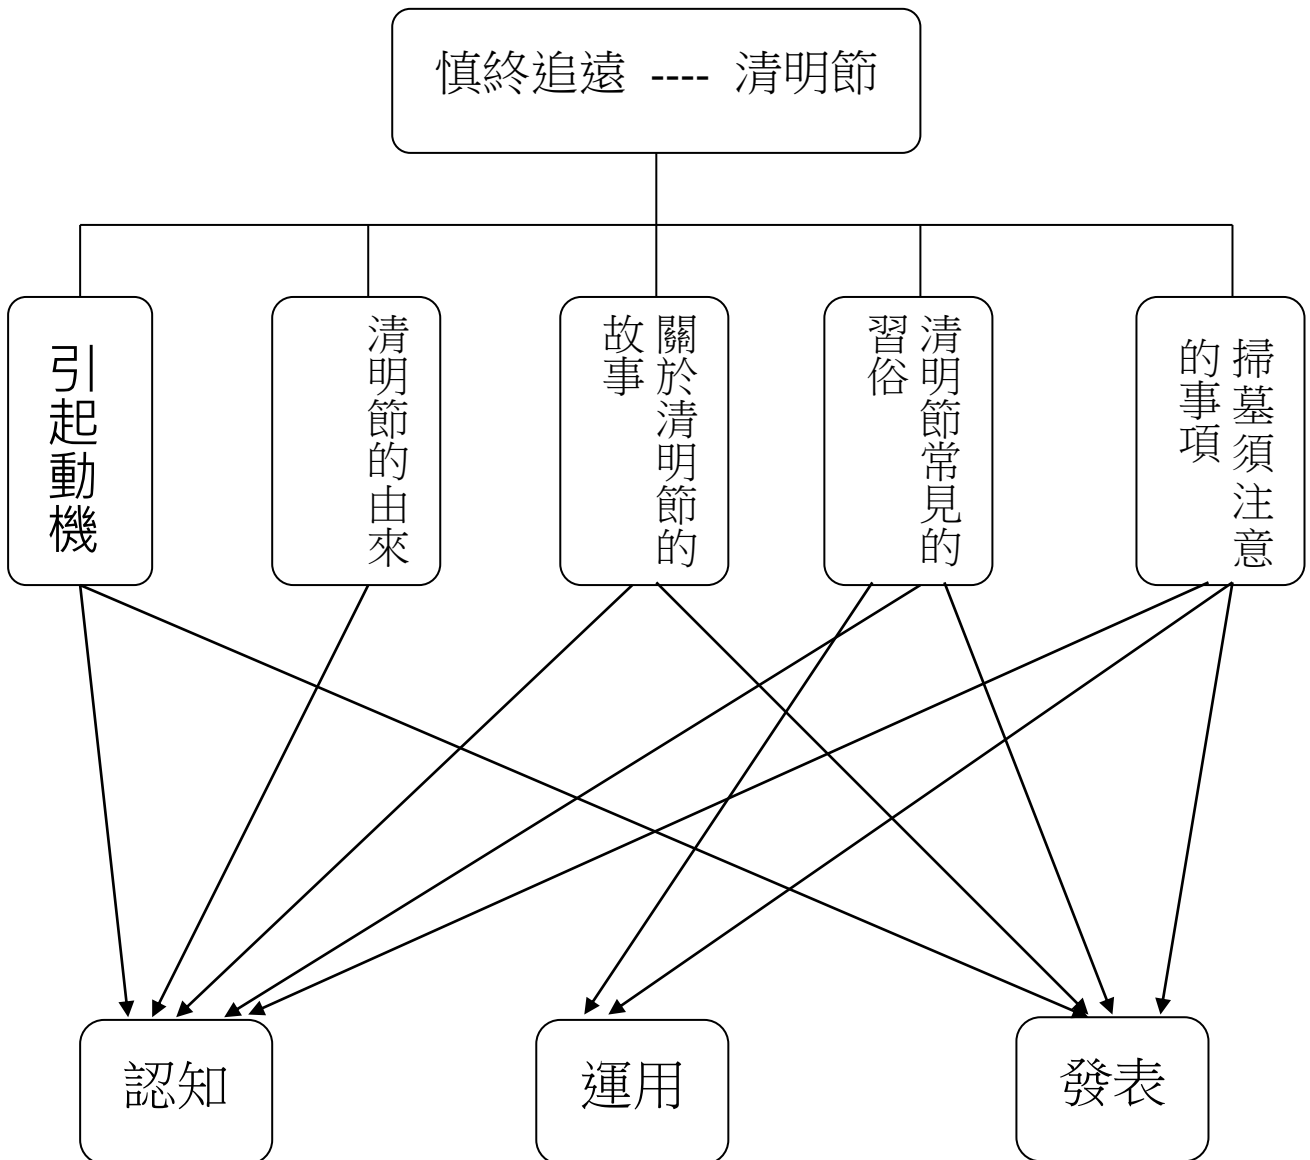 慎終追遠 ---- 清明節
引起動機
清明節的由來
關於清明節的
故事
清明節常見的
習俗
掃墓須注意
的事項
認知
運用
發表